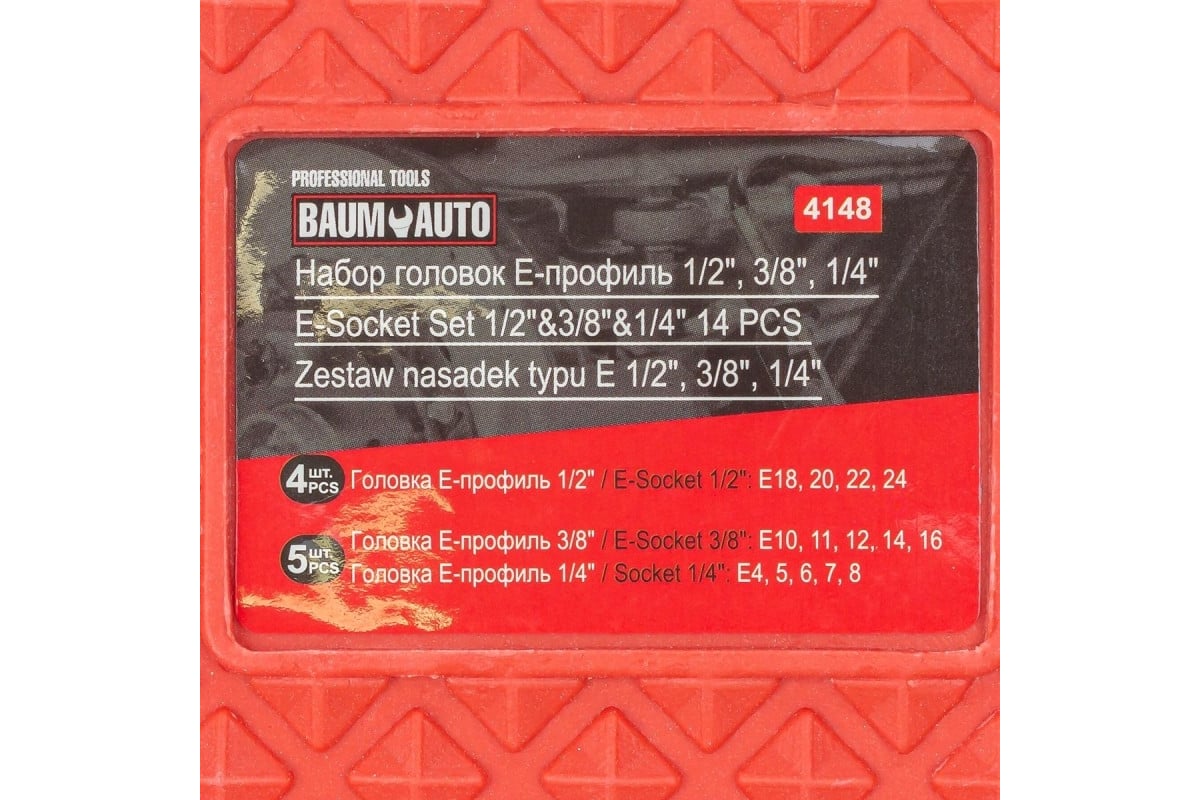 PROFESSIONAL TOOLS
BAUM AUTO
4148
Набор головок Е-профиль 1/2", 3/8", 1/4"
E-Socket Set 1/2"&3/8"&1/4" 14 PCS
Zestaw nasadek typu E 1/2", 3/8", 1/4"
4 шт. PCS
Головка Е-профиль 1/2" / E-Socket 1/2": E18, 20, 22, 24
5 шт. PCS
Головка Е-профиль 3/8" / E-Socket 3/8": E10, 11, 12, 14, 16
Головка Е-профиль 1/4" / Socket 1/4": E4, 5, 6, 7, 8